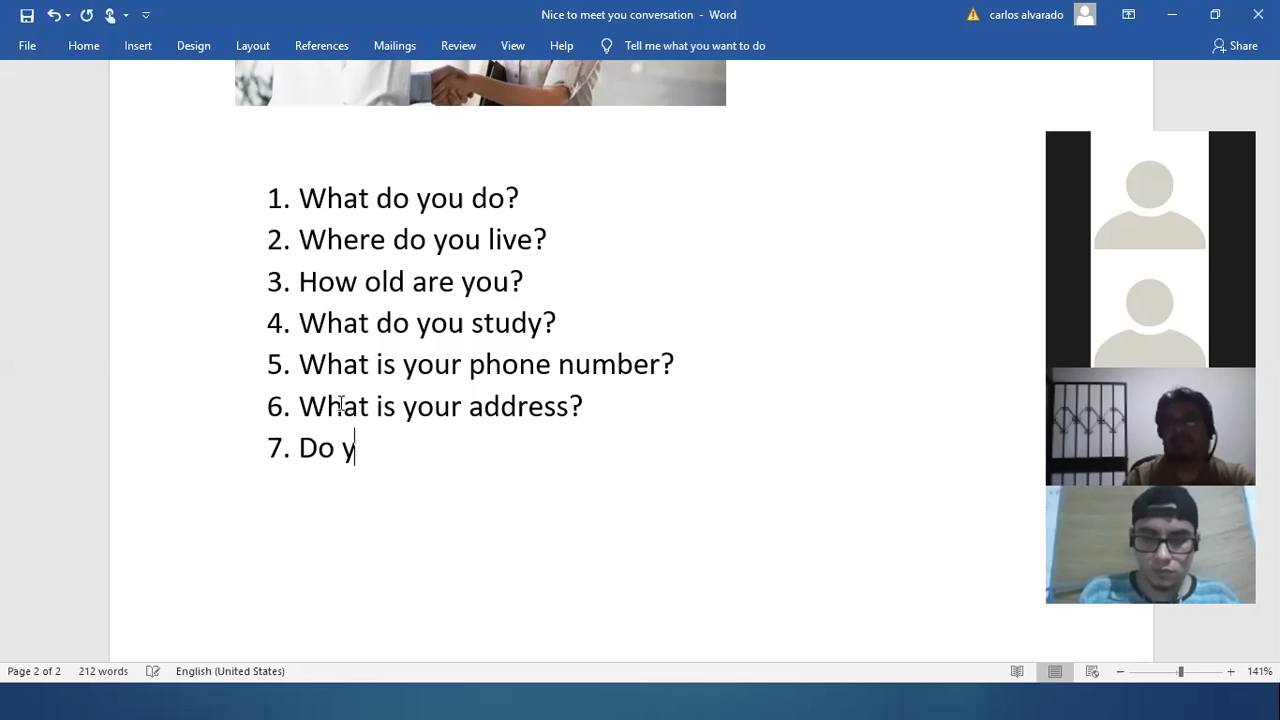 Nice to meet you conversation - Word
carlos alvarado
File Home Insert Design Layout References Mailings Review View Help Tell me what you want to do Share
1. What do you do?
2. Where do you live?
3. How old are you?
4. What do you study?
5. What is your phone number?
6. What is your address?
7. Do y
Page 2 of 2 212 words English (United States) 141%